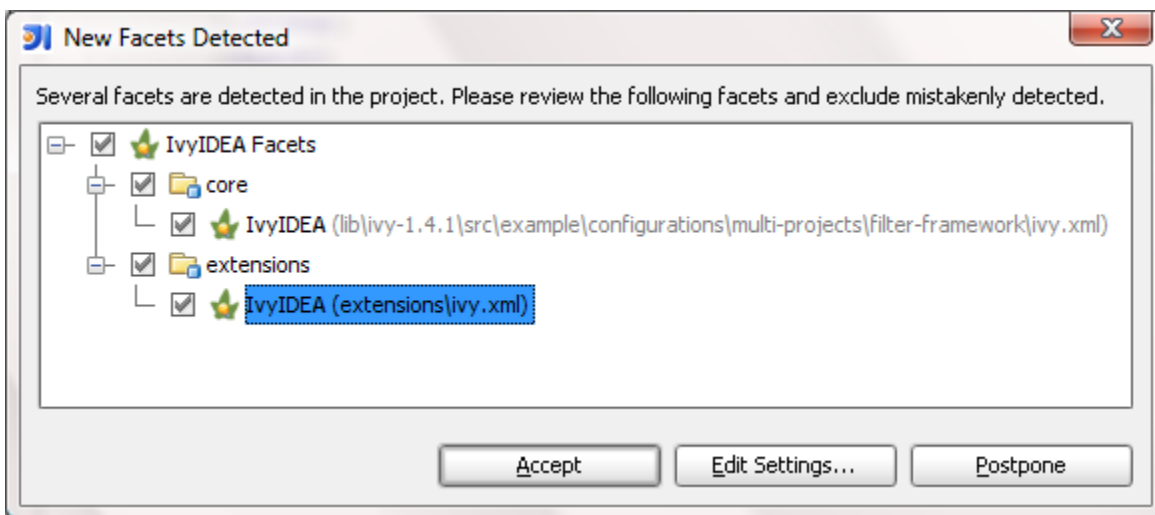 New Facets Detected
Several facets are detected in the project. Please review the following facets and exclude mistakenly detected.
IvyIDEA Facets
core
IvyIDEA (lib\ivy-1.4.1\src\example\configurations\multi-projects\filter-framework\ivy.xml)
extensions
IvyIDEA (extensions\ivy.xml)
Accept Edit Settings... Postpone